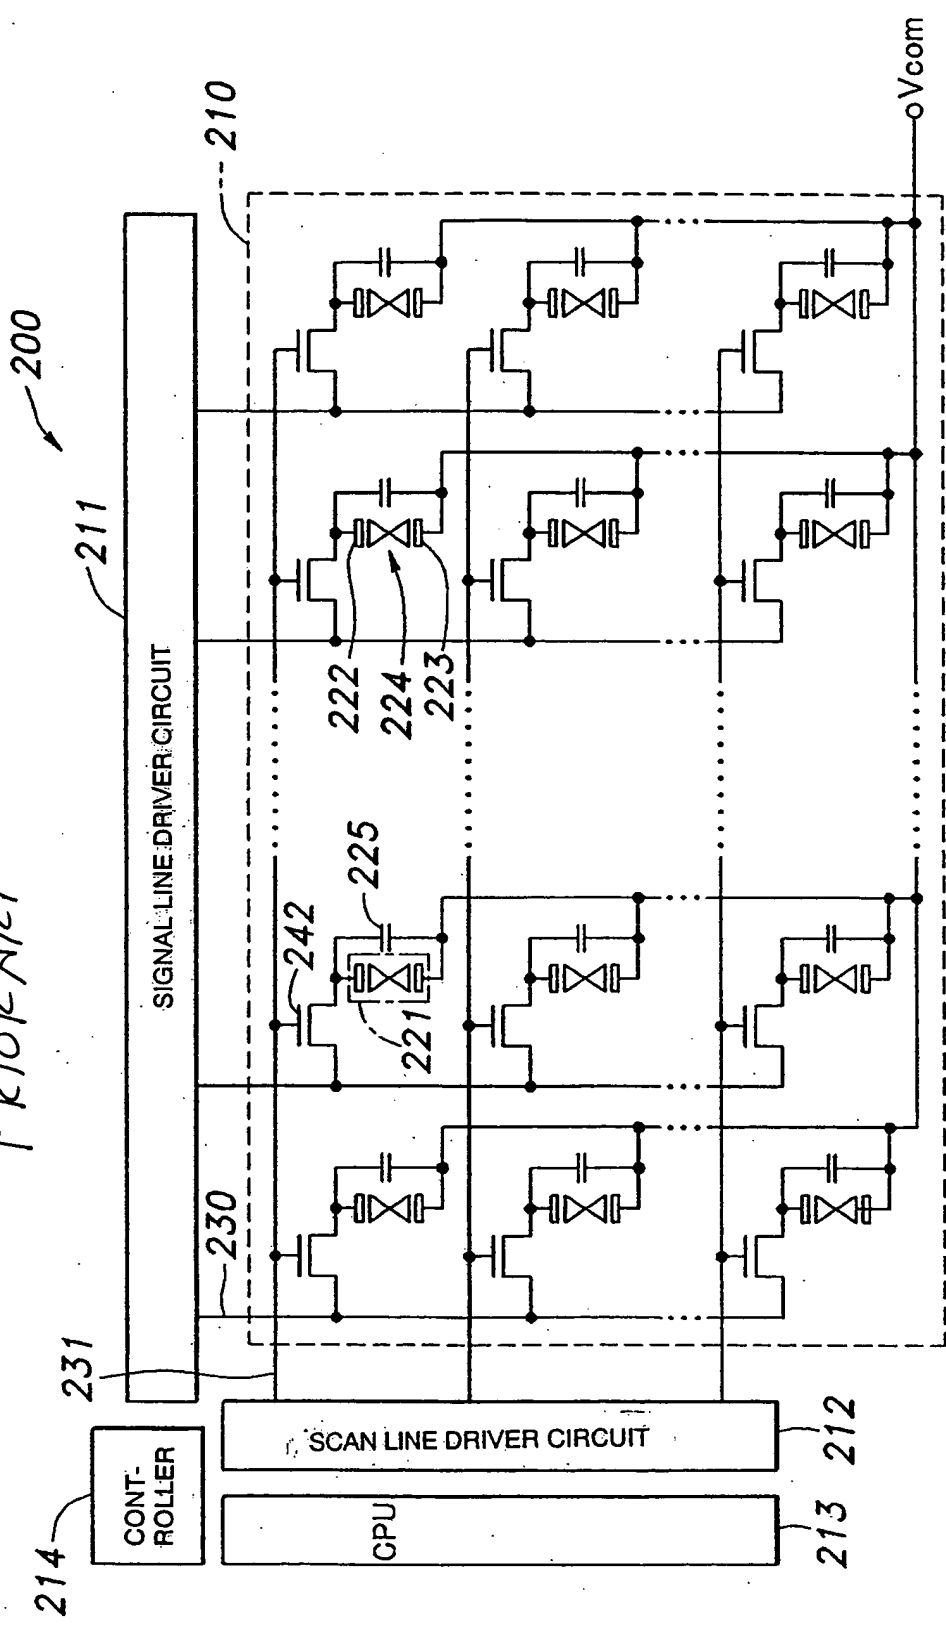 PRIOR ART
200
211
SIGNAL LINE DRIVER CIRCUIT
210
214
CONT-
ROLLER
231
230
242
225
221
222
224
223
SCAN LINE DRIVER CIRCUIT
212
CPU
213
Vcom